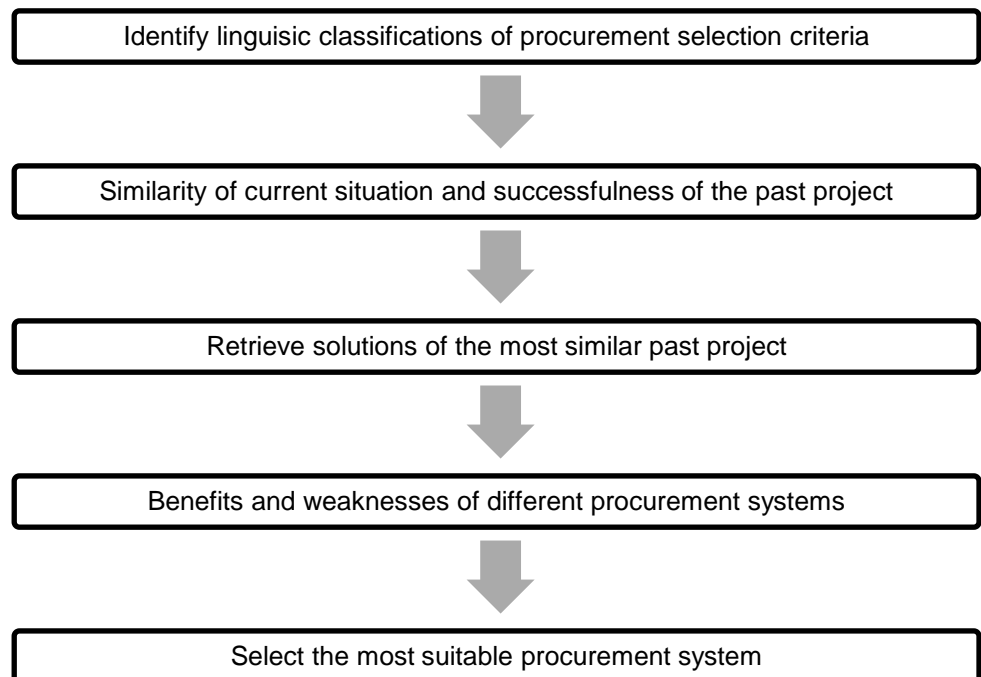 Identify linguisic classifications of procurement selection criteria
Similarity of current situation and successfulness of the past project
Retrieve solutions of the most similar past project
Benefits and weaknesses of different procurement systems
Select the most suitable procurement system